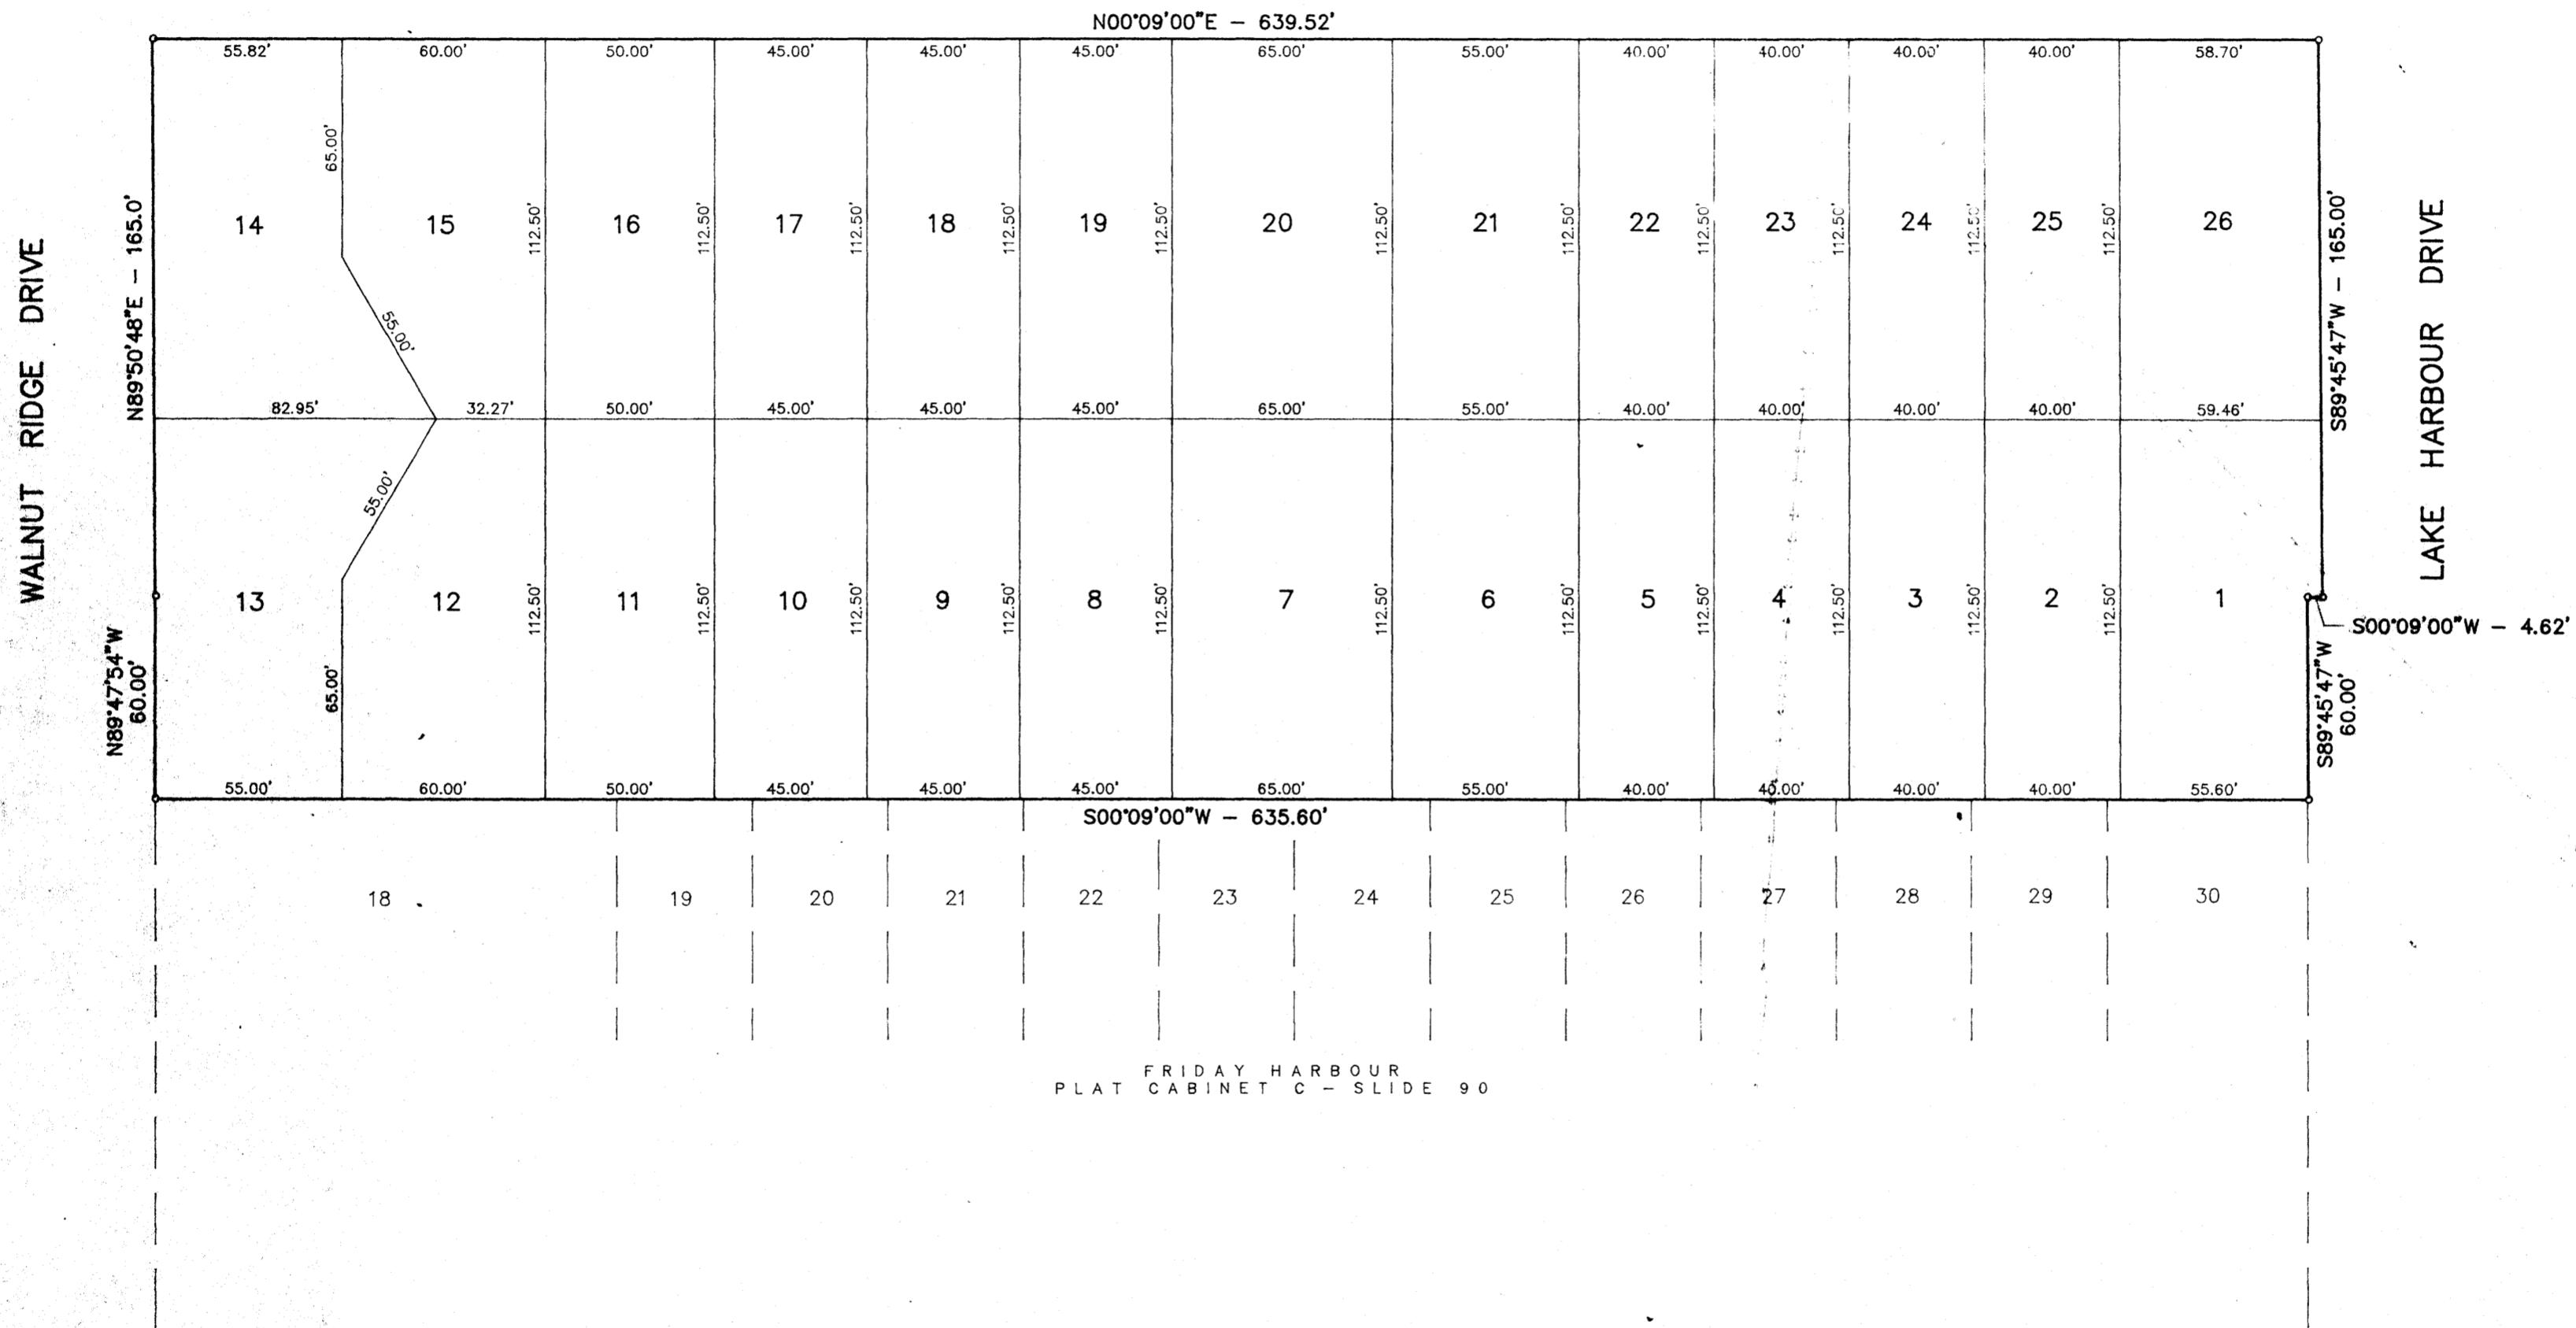 N00°09'00"E – 639.52'
55.82' 60.00' 50.00' 45.00' 45.00' 45.00' 65.00' 55.00' 40.00' 40.00' 40.00' 40.00' 58.70'
65.00'
WALNUT RIDGE DRIVE
N89°50'48"E – 165.0'
14 15 16 17 18 19 20 21 22 23 24 25 26
112.50' 112.50' 112.50' 112.50' 112.50' 112.50' 112.50' 112.50' 112.50' 112.50' 112.50'
S89°45'47"W – 165.00'
LAKE HARBOUR DRIVE
55.00'
82.95' 32.27' 50.00' 45.00' 45.00' 45.00' 65.00' 55.00' 40.00' 40.00' 40.00' 40.00' 59.46'
55.00'
13 12 11 10 9 8 7 6 5 4 3 2 1
112.50' 112.50' 112.50' 112.50' 112.50' 112.50' 112.50' 112.50' 112.50' 112.50' 112.50'
S00°09'00"W – 4.62'
N89°47'54"W
60.00'
65.00'
S89°45'47"W
60.00'
55.00' 60.00' 50.00' 45.00' 45.00' 45.00' 65.00' 55.00' 40.00' 40.00' 40.00' 40.00' 55.60'
S00°09'00"W – 635.60'
18 19 20 21 22 23 24 25 26 27 28 29 30
FRIDAY HARBOUR
PLAT CABINET C – SLIDE 90